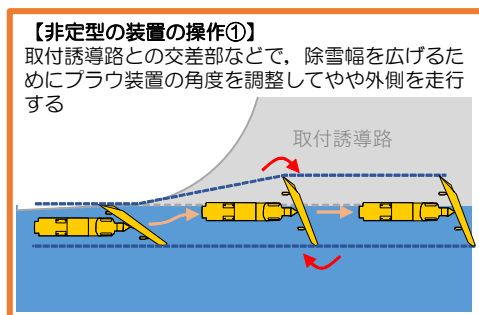 【非定型の装置の操作①】
取付誘導路との交差部などで，除雪幅を広げるた
めにプラウ装置の角度を調整してやや外側を走行
する
取付誘導路